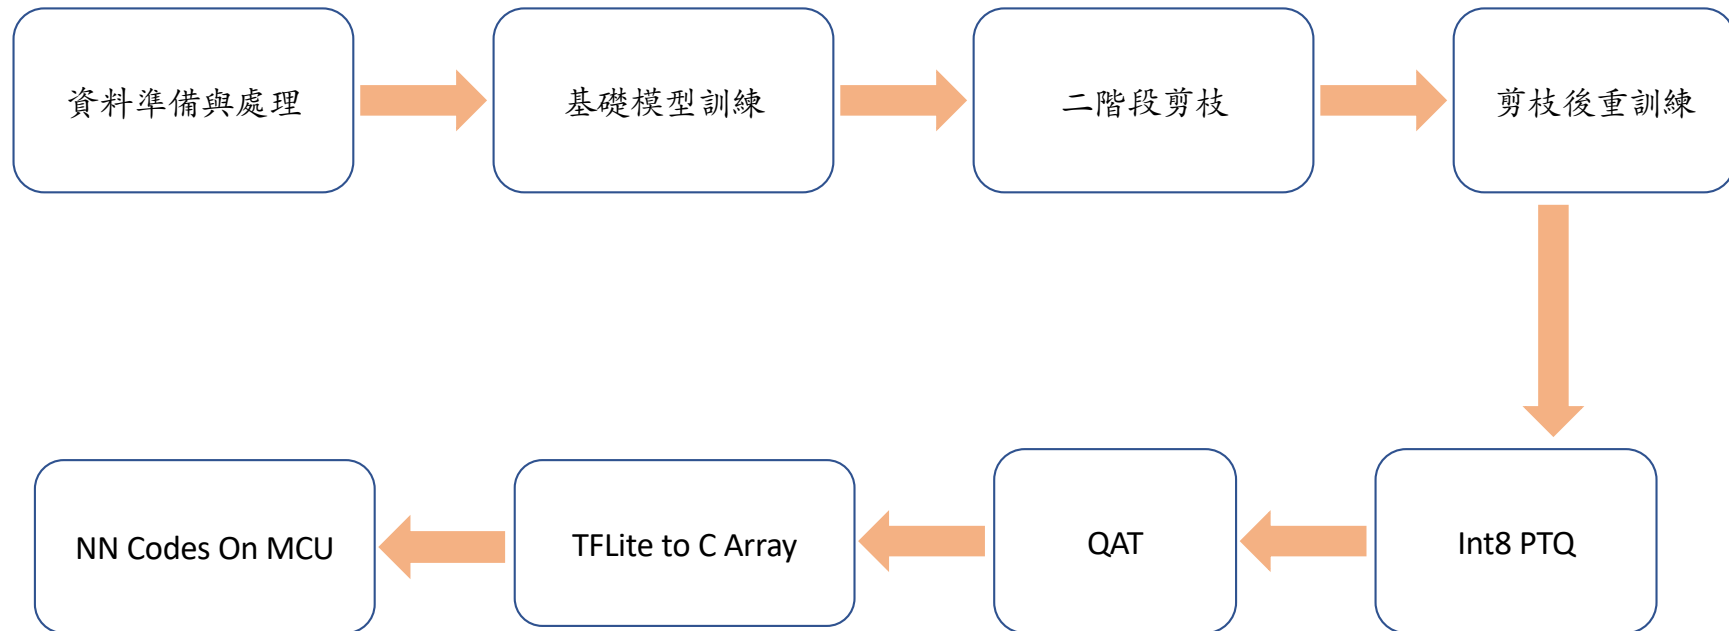 資料準備與處理
基礎模型訓練
二階段剪枝
剪枝後重訓練
Int8 PTQ
QAT
TFLite to C Array
NN Codes On MCU